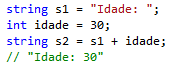 string s1 = "Idade: ";
int idade = 30;
string s2 = s1 + idade;
// "Idade: 30"